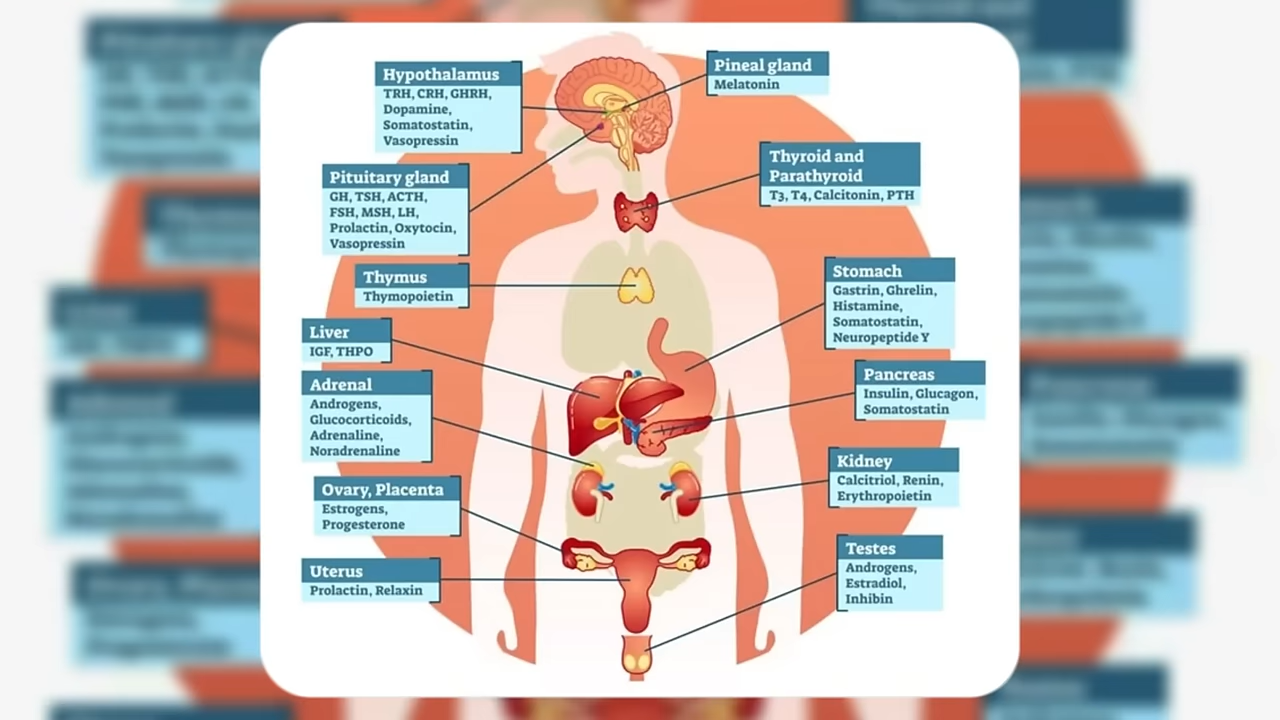 Hypothalamus
TRH, CRH, GHRH,
Dopamine,
Somatostatin,
Vasopressin
Pituitary gland
GH, TSH, ACTH,
FSH, MSH, LH,
Prolactin, Oxytocin,
Vasopressin
Thymus
Thymopoietin
Liver
IGF, THPO
Adrenal
Androgens,
Glucocorticoids,
Adrenaline,
Noradrenaline
Ovary, Placenta
Estrogens,
Progesterone
Uterus
Prolactin, Relaxin
Pineal gland
Melatonin
Thyroid and
Parathyroid
T3, T4, Calcitonin, PTH
Stomach
Gastrin, Ghrelin,
Histamine,
Somatostatin,
Neuropeptide Y
Pancreas
Insulin, Glucagon,
Somatostatin
Kidney
Calcitriol, Renin,
Erythropoietin
Testes
Androgens,
Estradiol,
Inhibin